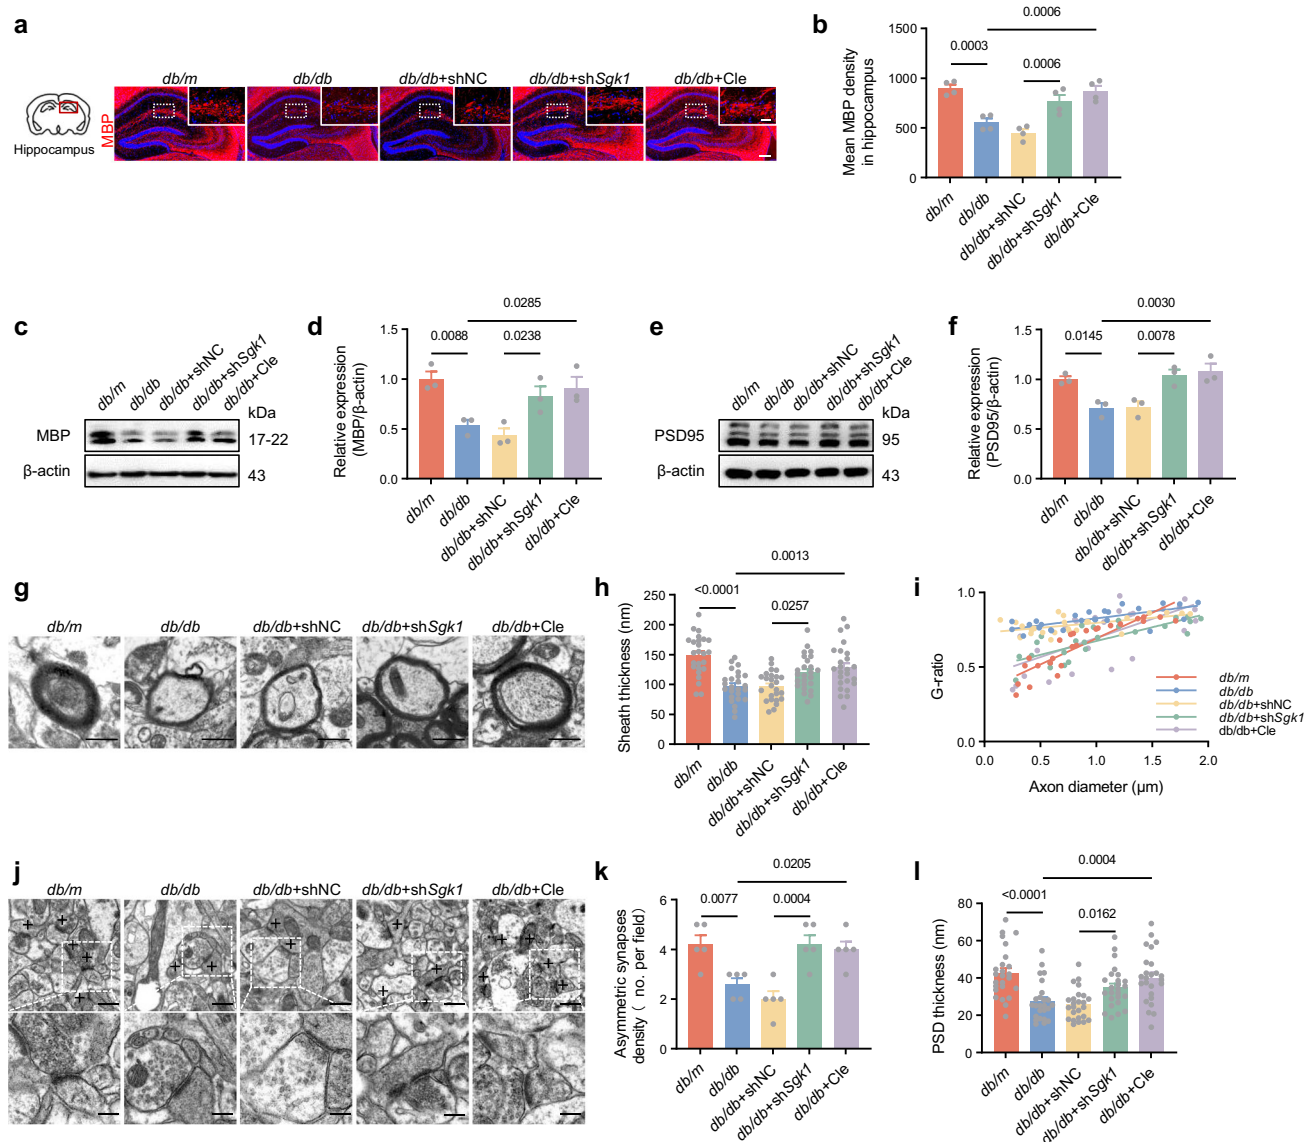 a
db/m
db/db
db/db+shNC
db/db+shSgk1
db/db+Cle
MBP
Hippocampus
b
0.0006
0.0003
0.0006
1500
1000
500
0
Mean MBP density
in hippocampus
db/m
db/db
db/db+shNC
db/db+shSgk1
db/db+Cle
c
db/m
db/db
db/db+shNC
db/db+shSgk1
db/db+Cle
kDa
MBP
17-22
β-actin
43
d
0.0285
0.0088
0.0238
1.5
1.0
0.5
0.0
Relative expression
(MBP/β-actin)
db/m
db/db
db/db+shNC
db/db+shSgk1
db/db+Cle
e
db/m
db/db
db/db+shNC
db/db+shSgk1
db/db+Cle
kDa
PSD95
95
β-actin
43
f
0.0030
0.0145
0.0078
1.5
1.0
0.5
0.0
Relative expression
(PSD95/β-actin)
db/m
db/db
db/db+shNC
db/db+shSgk1
db/db+Cle
g
db/m
db/db
db/db+shNC
db/db+shSgk1
db/db+Cle
h
0.0013
<0.0001
0.0257
250
200
150
100
50
0
Sheath thickness (nm)
db/m
db/db
db/db+shNC
db/db+shSgk1
db/db+Cle
i
1.0
0.5
0.0
G-ratio
0.0
0.5
1.0
1.5
2.0
Axon diameter (μm)
db/m
db/db
db/db+shNC
db/db+shSgk1
db/db+Cle
j
db/m
db/db
db/db+shNC
db/db+shSgk1
db/db+Cle
k
0.0205
0.0077
0.0004
6
4
2
0
Asymmetric synapses
density ( no. per field)
db/m
db/db
db/db+shNC
db/db+shSgk1
db/db+Cle
l
0.0004
<0.0001
0.0162
80
60
40
20
0
PSD thickness (nm)
db/m
db/db
db/db+shNC
db/db+shSgk1
db/db+Cle